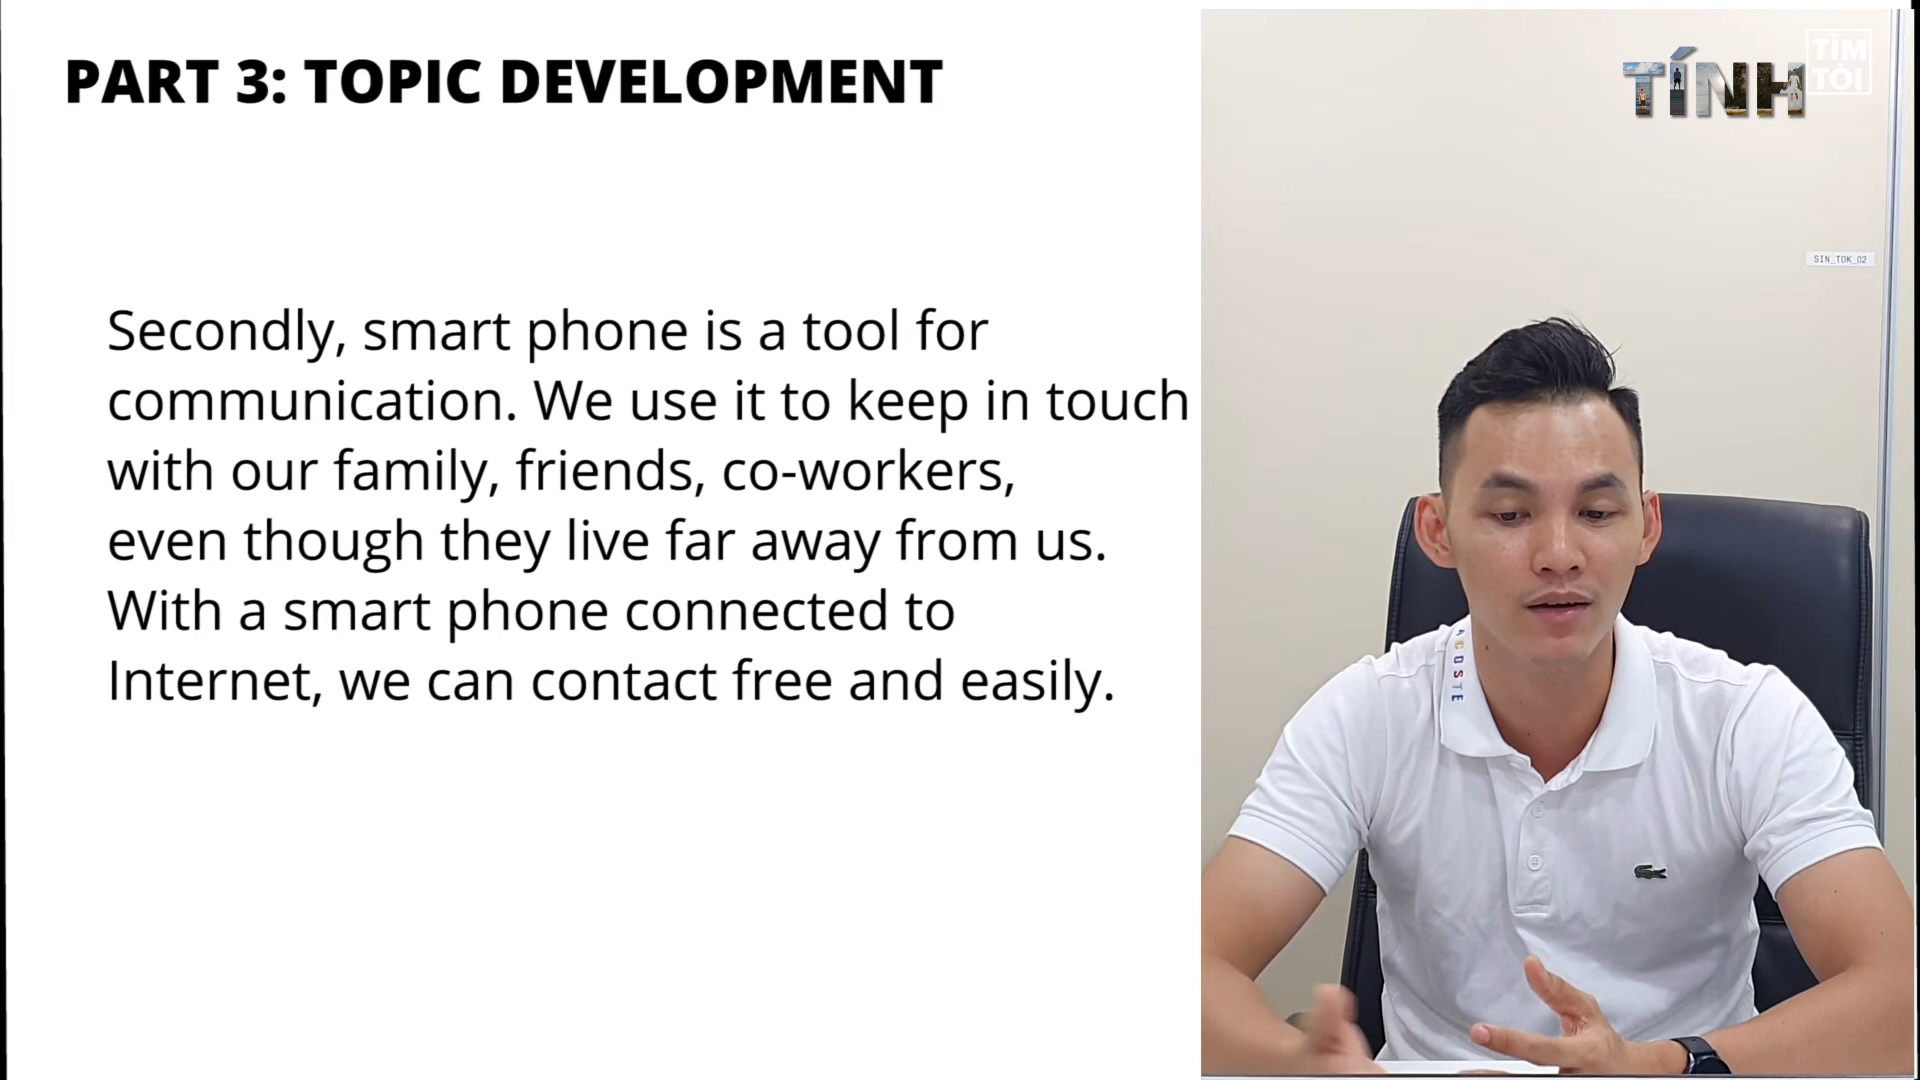 PART 3: TOPIC DEVELOPMENT
Secondly, smart phone is a tool for
communication. We use it to keep in touch
with our family, friends, co-workers,
even though they live far away from us.
With a smart phone connected to
Internet, we can contact free and easily.
TÍNH
TÌM
TÒI
SIN_TOK_02
ACOSTE